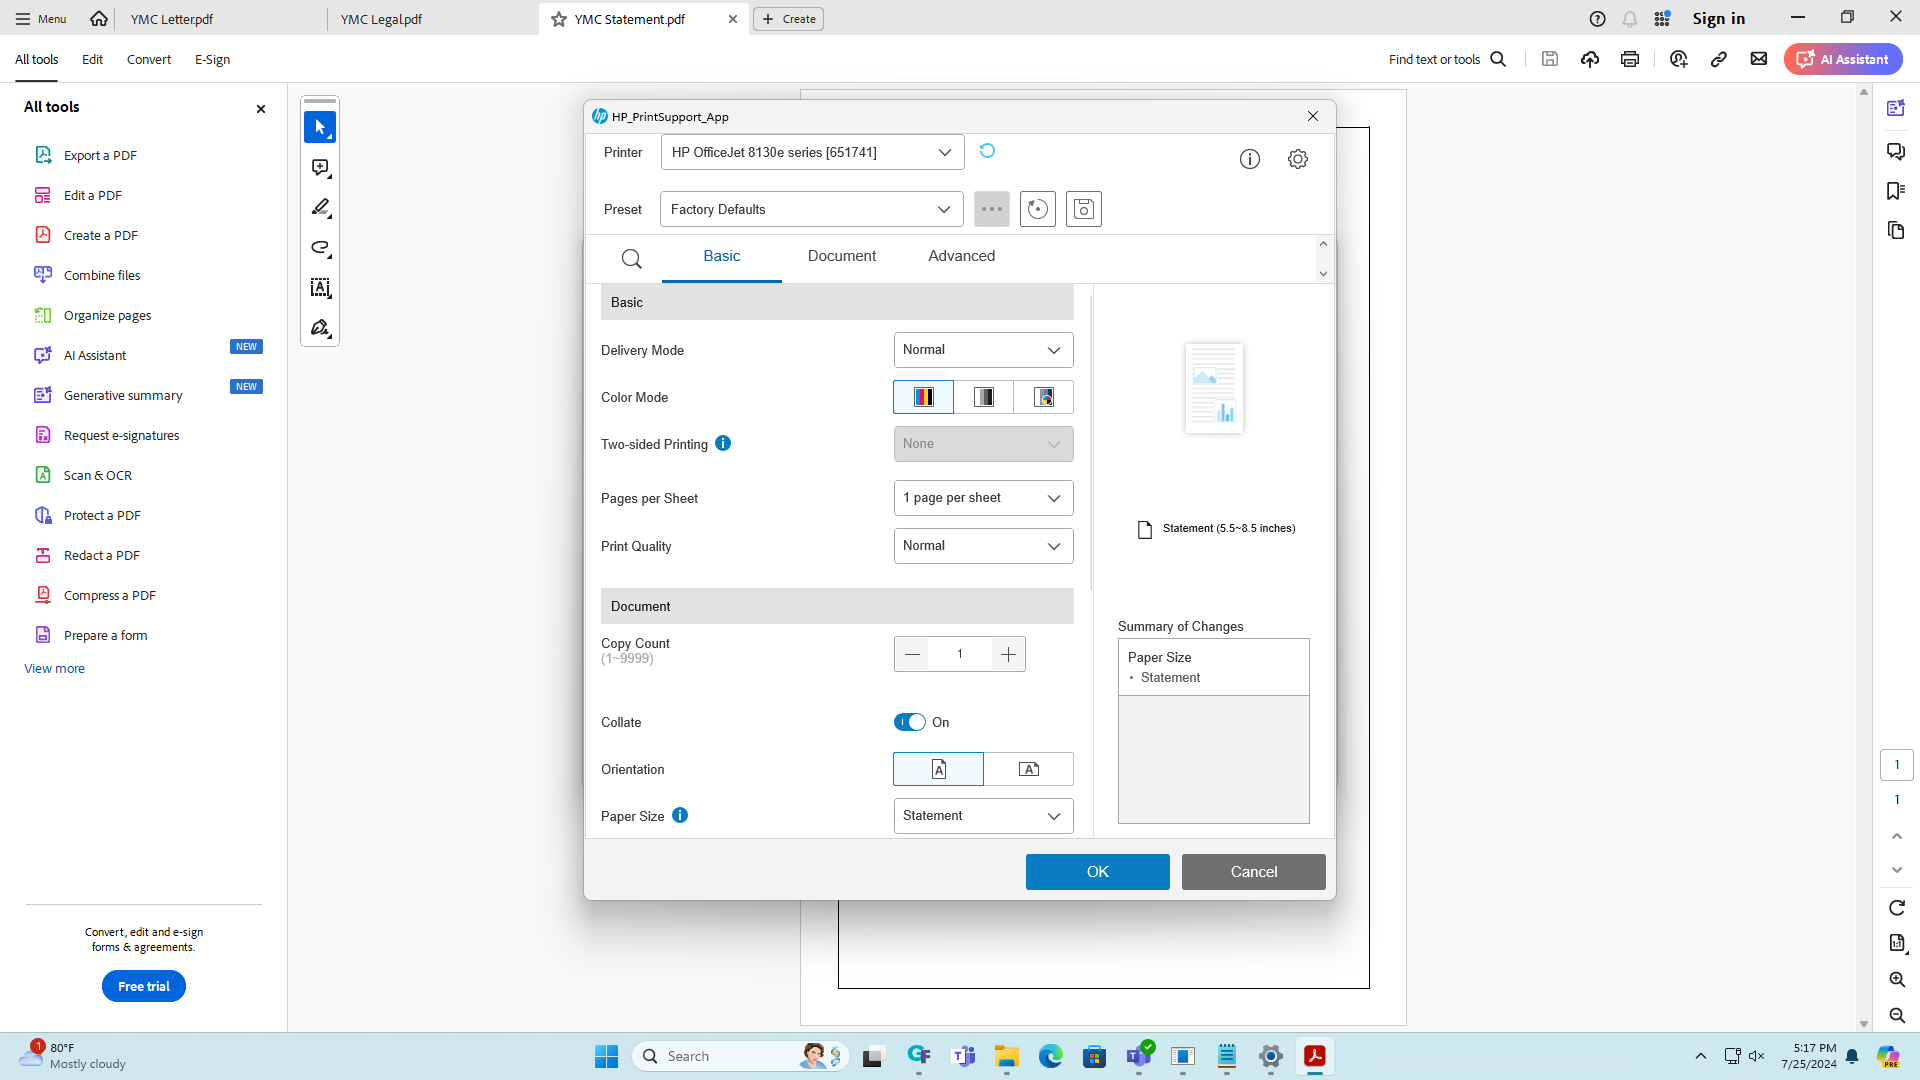 Menu
YMC Letter.pdf
YMC Legal.pdf
YMC Statement.pdf
Create
Sign in
All tools
Edit
Convert
E-Sign
Find text or tools
AI Assistant
All tools
Export a PDF
Edit a PDF
Create a PDF
Combine files
Organize pages
AI Assistant
NEW
Generative summary
NEW
Request e-signatures
Scan & OCR
Protect a PDF
Redact a PDF
Compress a PDF
Prepare a form
View more
Convert, edit and e-sign
forms & agreements.
Free trial
HP_PrintSupport_App
Printer
HP OfficeJet 8130e series [651741]
Preset
Factory Defaults
Basic
Document
Advanced
Basic
Delivery Mode
Normal
Color Mode
Two-sided Printing
None
Pages per Sheet
1 page per sheet
Print Quality
Normal
Document
Copy Count
(1~9999)
1
Collate
On
Orientation
Paper Size
Statement
Statement (5.5~8.5 inches)
Summary of Changes
Paper Size
• Statement
OK
Cancel
1
1
1
80°F
Mostly cloudy
Search
5:17 PM
7/25/2024
PRE